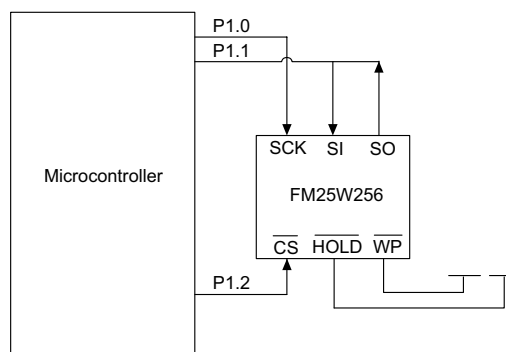 P1.0
P1.1
SCK SI SO
Microcontroller
FM25W256
CS HOLD WP
P1.2